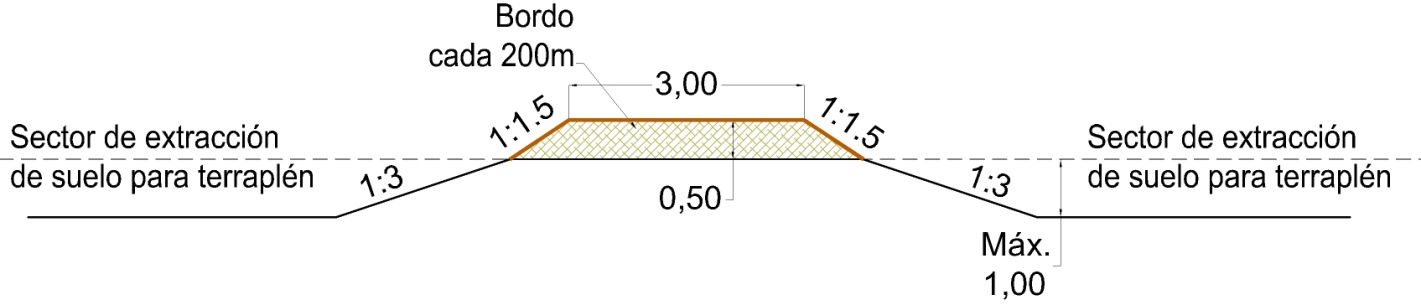 Bordo
cada 200m
3,00
1:1.5
1:1.5
Sector de extracción
de suelo para terraplén
Sector de extracción
de suelo para terraplén
1:3
0,50
1:3
Máx.
1,00